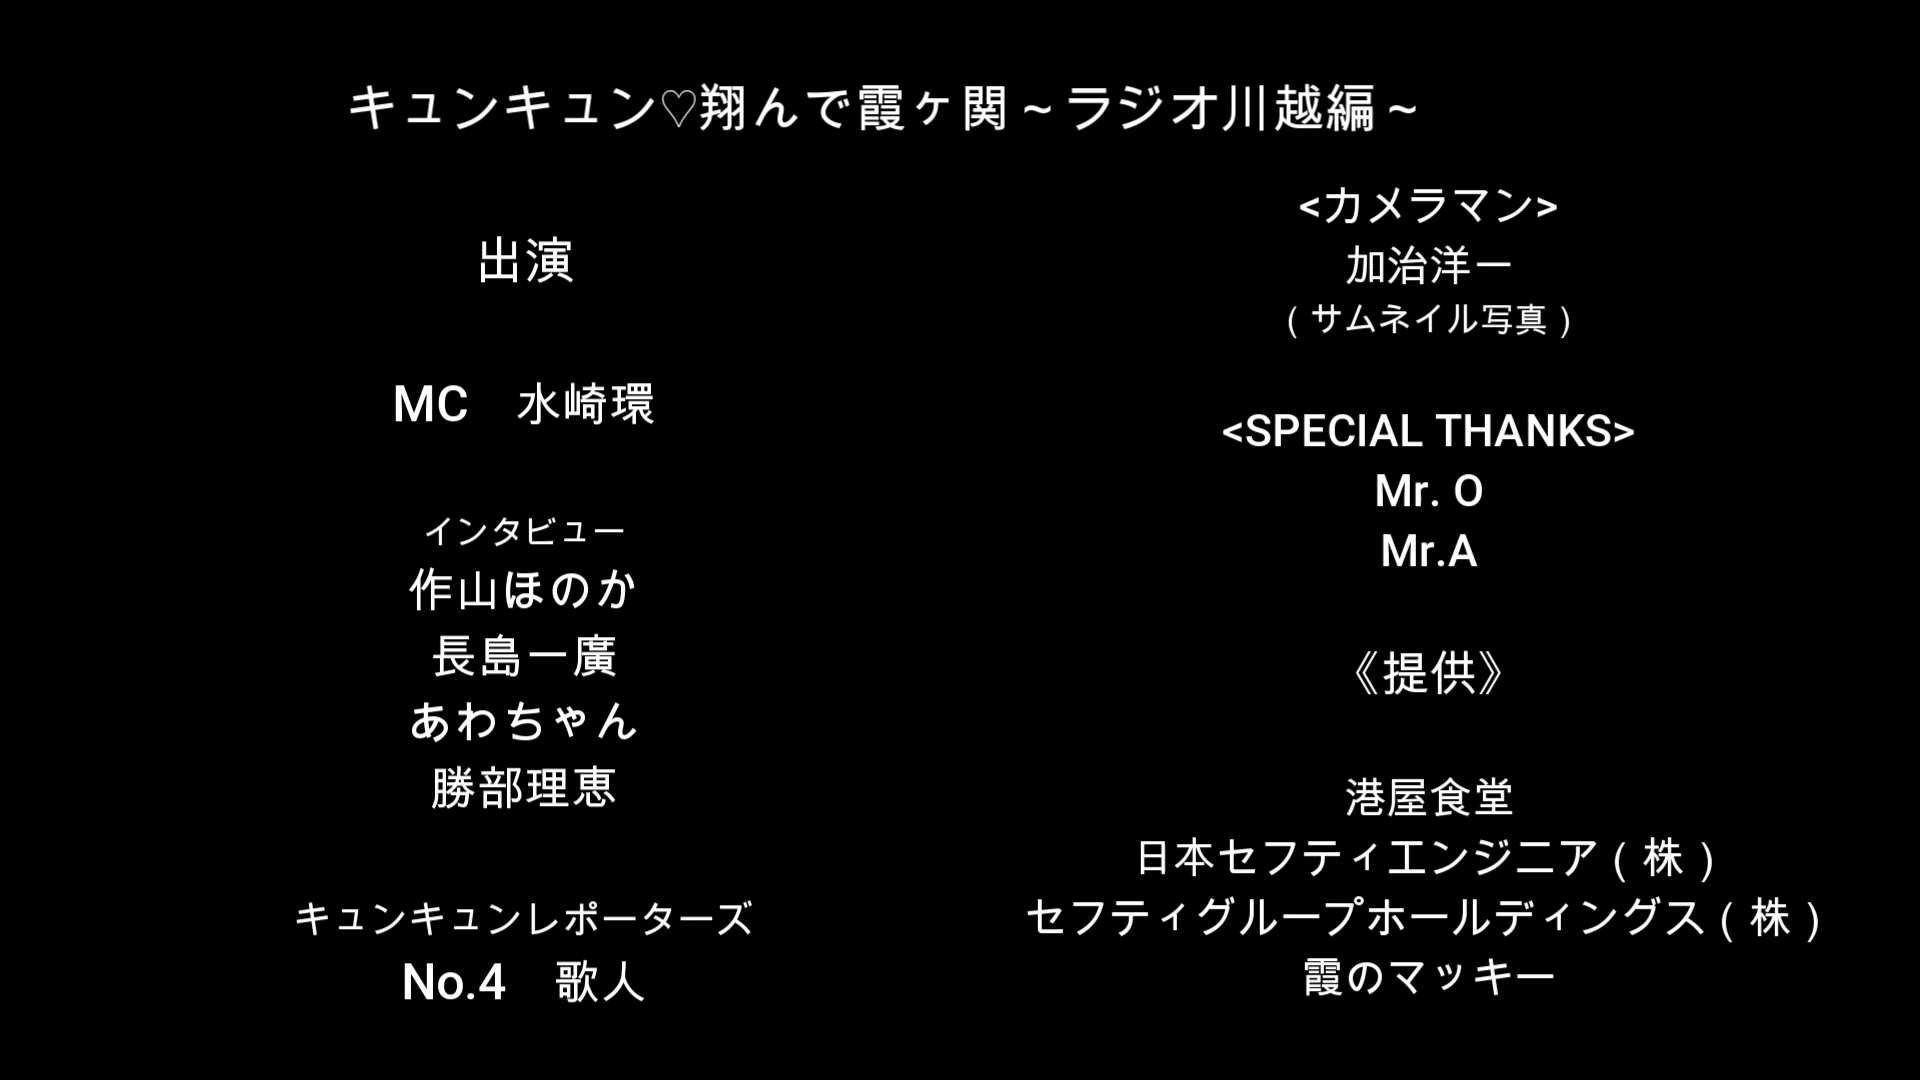 キュンキュン♡翔んで霞ヶ関~ラジオ川越編~
出演
MC　水崎環
インタビュー
作山ほのか
長島一廣
あわちゃん
勝部理恵
キュンキュンレポーターズ
No.4　歌人
<カメラマン>
加治洋一
(サムネイル写真)
<SPECIAL THANKS>
Mr. O
Mr.A
《提供》
港屋食堂
日本セフティエンジニア(株)
セフティグループホールディングス(株)
霞のマッキー